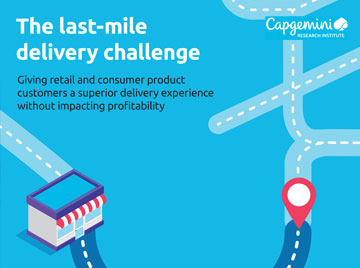 The last-mile
delivery challenge
Capgemini
RESEARCH INSTITUTE
Giving retail and consumer product
customers a superior delivery experience
without impacting profitability